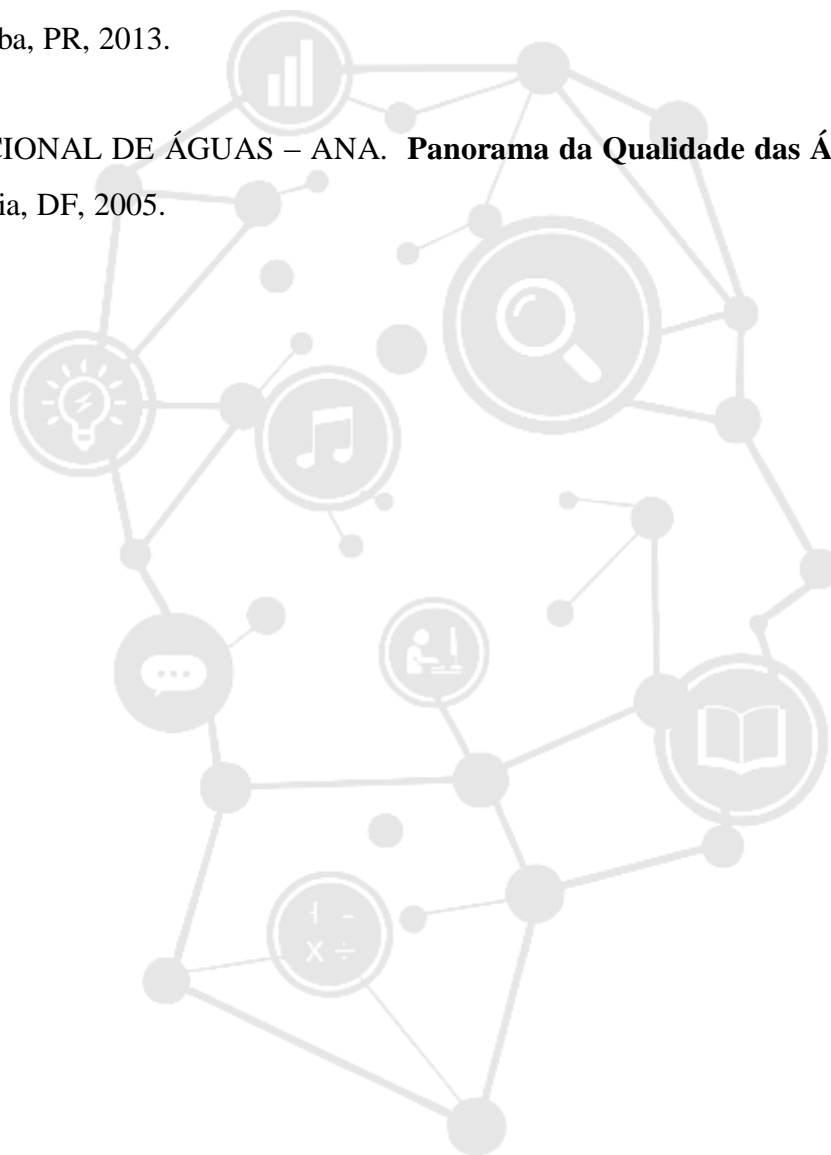 ba, PR, 2013.
CIONAL DE ÁGUAS – ANA. Panorama da Qualidade das Á
ia, DF, 2005.